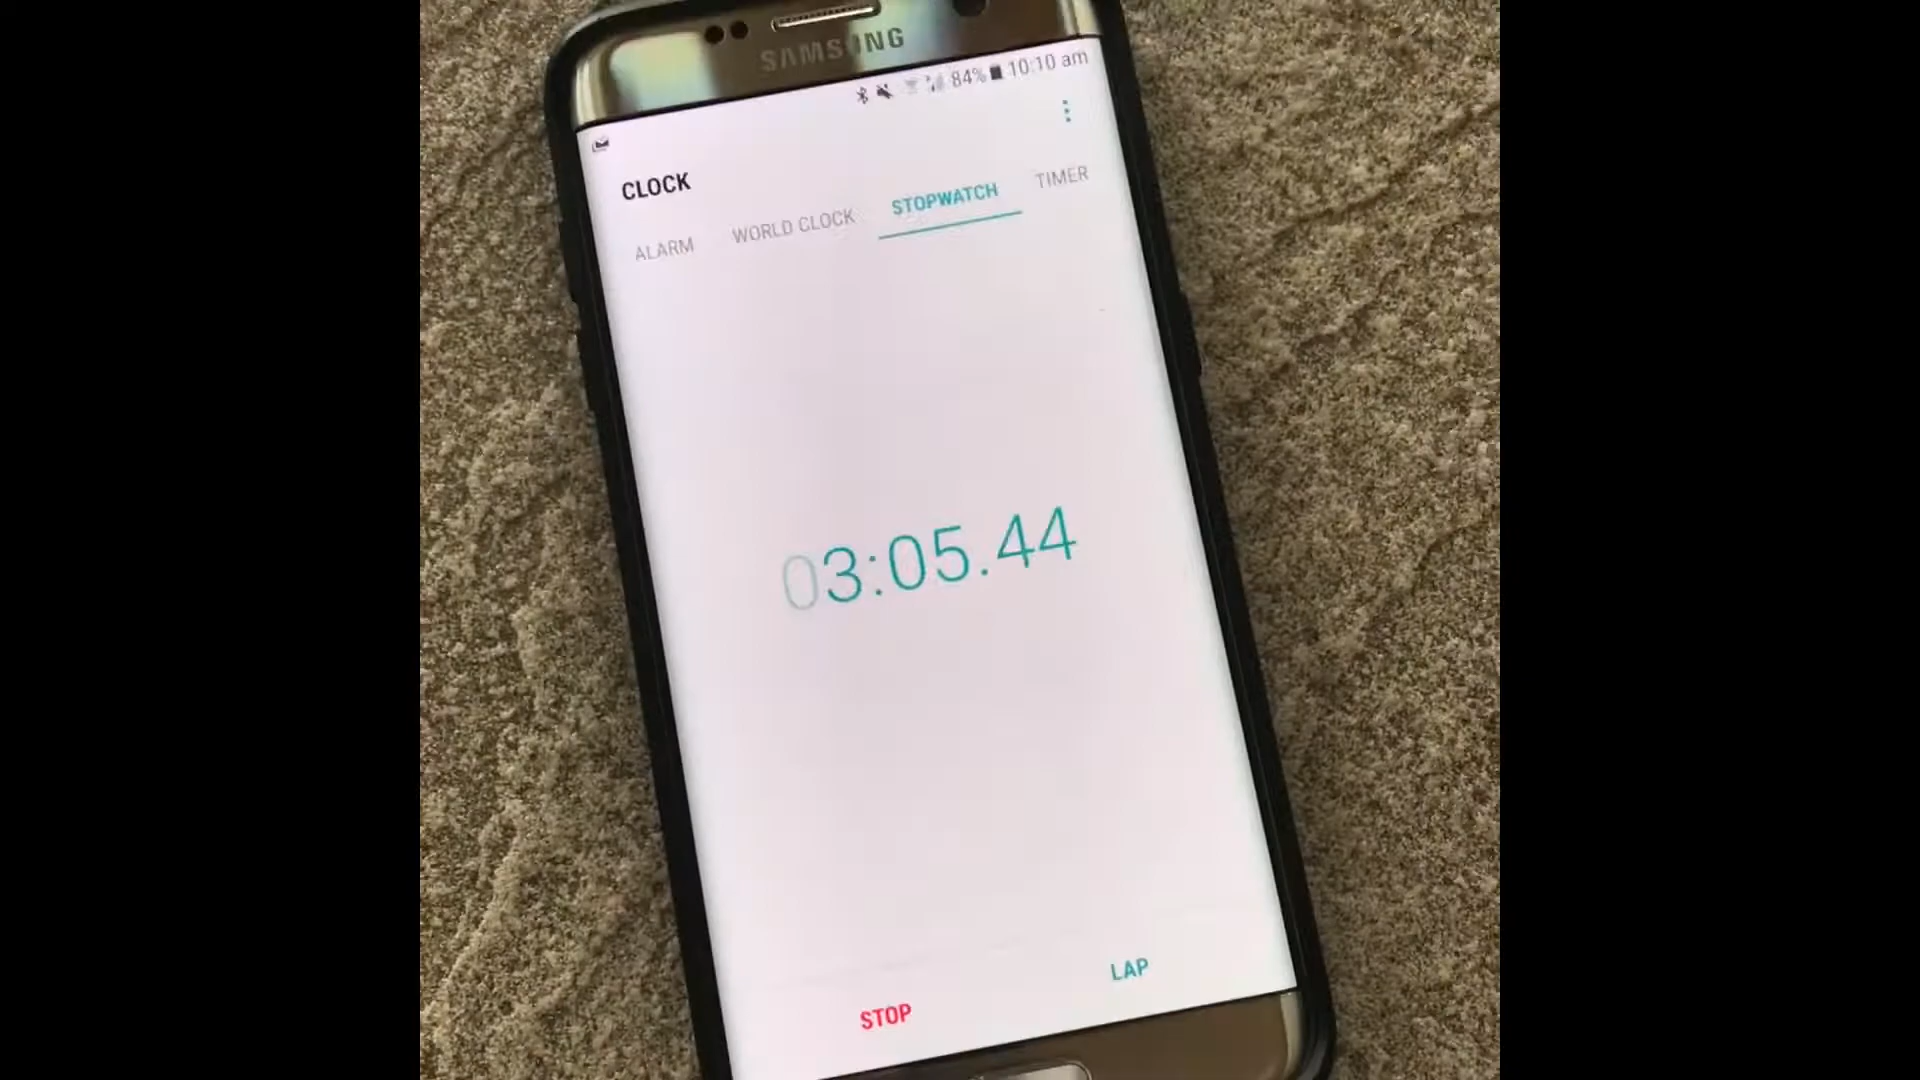 SAMSUNG
84% 10:10 am
CLOCK
ALARM WORLD CLOCK STOPWATCH TIMER
03:05.44
STOP LAP